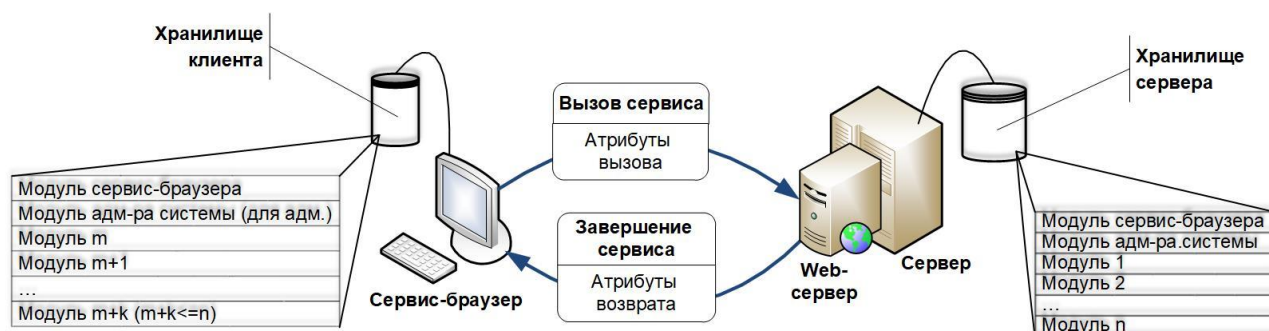 Хранилище
клиента
Модуль сервис-браузера
Модуль адм-ра системы (для адм.)
Модуль m
Модуль m+1
...
Модуль m+k (m+k<=n)
Сервис-браузер
Вызов сервиса
Атрибуты
вызова
Завершение
сервиса
Атрибуты
возврата
Web-
сервер
Сервер
Хранилище
сервера
Модуль сервис-браузера
Модуль адм-ра.системы
Модуль 1
Модуль 2
...
Модуль n